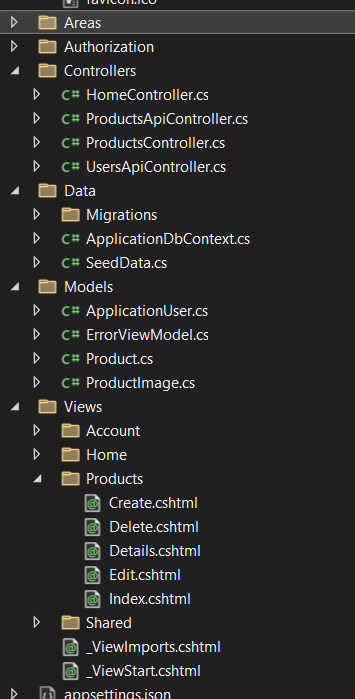 favicon.ico
Areas
Authorization
Controllers
C# HomeController.cs
C# ProductsApiController.cs
C# ProductsController.cs
C# UsersApiController.cs
Data
Migrations
C# ApplicationDbContext.cs
C# SeedData.cs
Models
C# ApplicationUser.cs
C# ErrorViewModel.cs
C# Product.cs
C# ProductImage.cs
Views
Account
Home
Products
@ Create.cshtml
@ Delete.cshtml
@ Details.cshtml
@ Edit.cshtml
@ Index.cshtml
Shared
@ _ViewImports.cshtml
@ _ViewStart.cshtml
appsettings.json